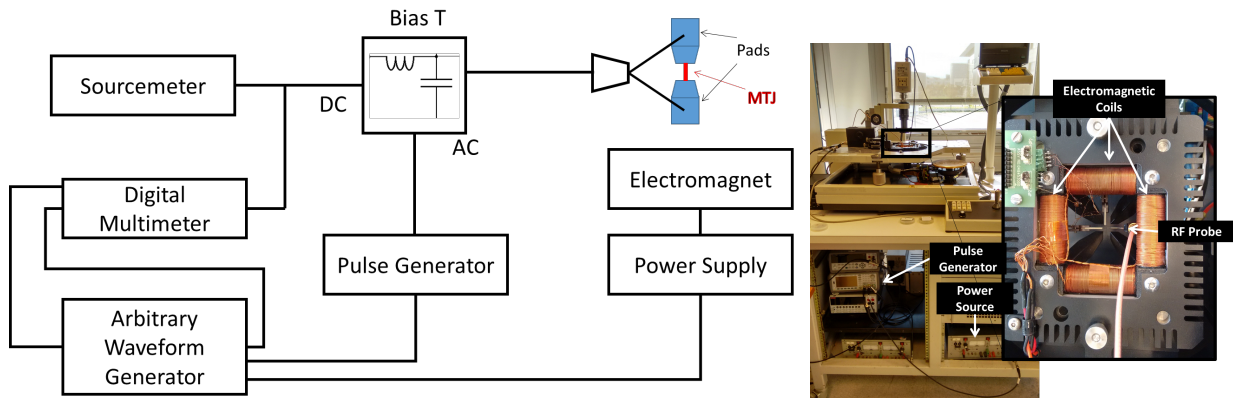 Bias T
Sourcemeter
DC
AC
Pads
MTJ
Digital
Multimeter
Pulse Generator
Electromagnet
Power Supply
Arbitrary
Waveform
Generator
Electromagnetic
Coils
RF Probe
Pulse
Generator
Power
Source